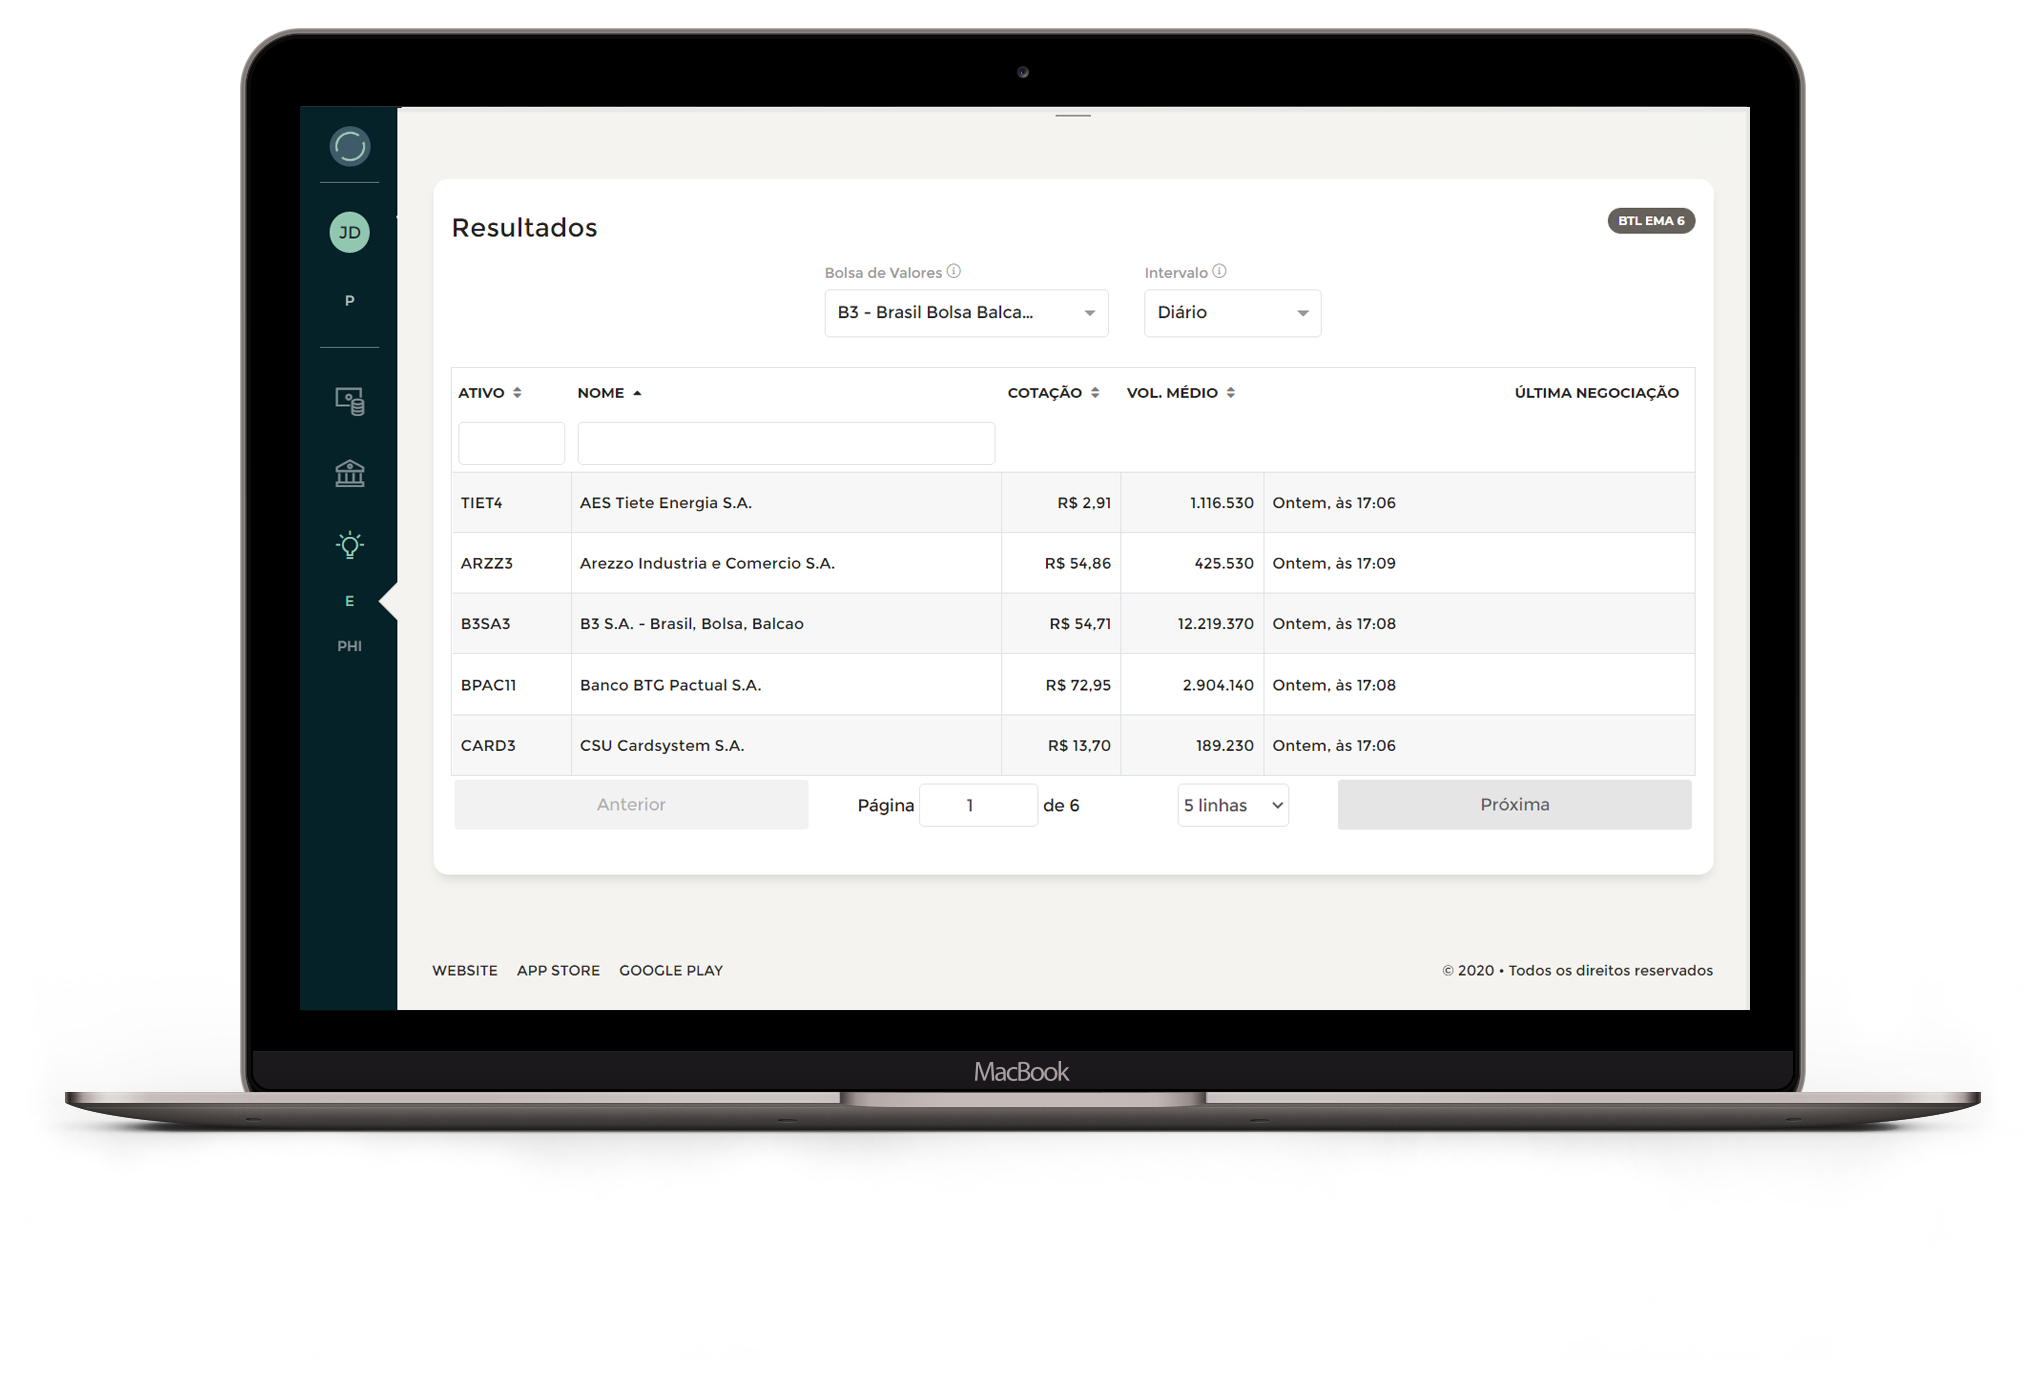 JD
P
E
PHI
Resultados
BTL EMA 6
Bolsa de Valores
Intervalo
B3 - Brasil Bolsa Balca...
Diário
ATIVO NOME COTAÇÃO VOL. MÉDIO ÚLTIMA NEGOCIAÇÃO
TIET4 AES Tiete Energia S.A. R$ 2,91 1.116.530 Ontem, às 17:06
ARZZ3 Arezzo Industria e Comercio S.A. R$ 54,86 425.530 Ontem, às 17:09
B3SA3 B3 S.A. - Brasil, Bolsa, Balcao R$ 54,71 12.219.370 Ontem, às 17:08
BPAC11 Banco BTG Pactual S.A. R$ 72,95 2.904.140 Ontem, às 17:08
CARD3 CSU Cardsystem S.A. R$ 13,70 189.230 Ontem, às 17:06
Anterior Página 1 de 6 5 linhas Próxima
WEBSITE APP STORE GOOGLE PLAY © 2020 • Todos os direitos reservados
MacBook